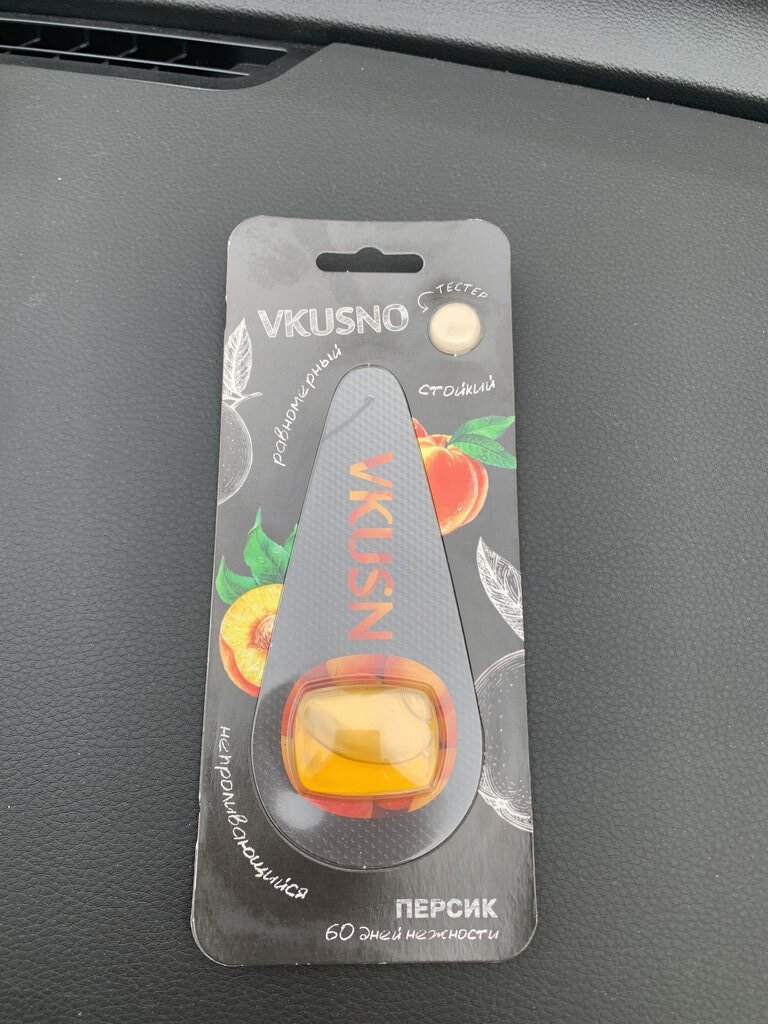 ТЕСТЕР
VKUSNO
равномерный
стойкий
VKUSN
непроливающийся
ПЕРСИК
60 дней нежности